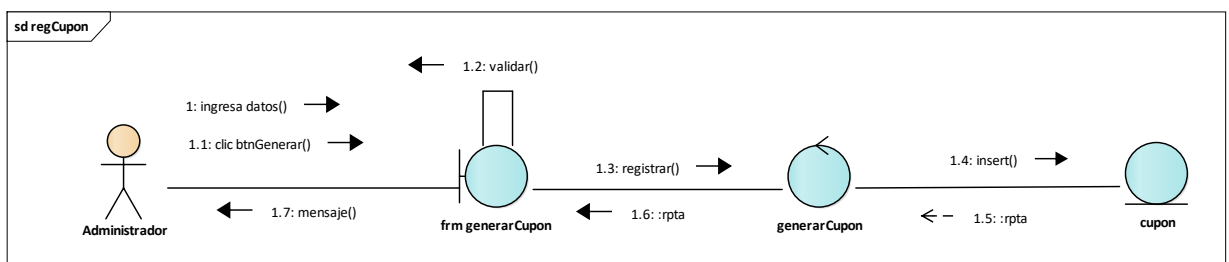 sd regCupon
1.2: validar()
1: ingresa datos()
1.1: clic btnGenerar()
1.3: registrar()
1.4: insert()
1.7: mensaje()
1.6: :rpta
1.5: :rpta
Administrador
frm generarCupon
generarCupon
cupon